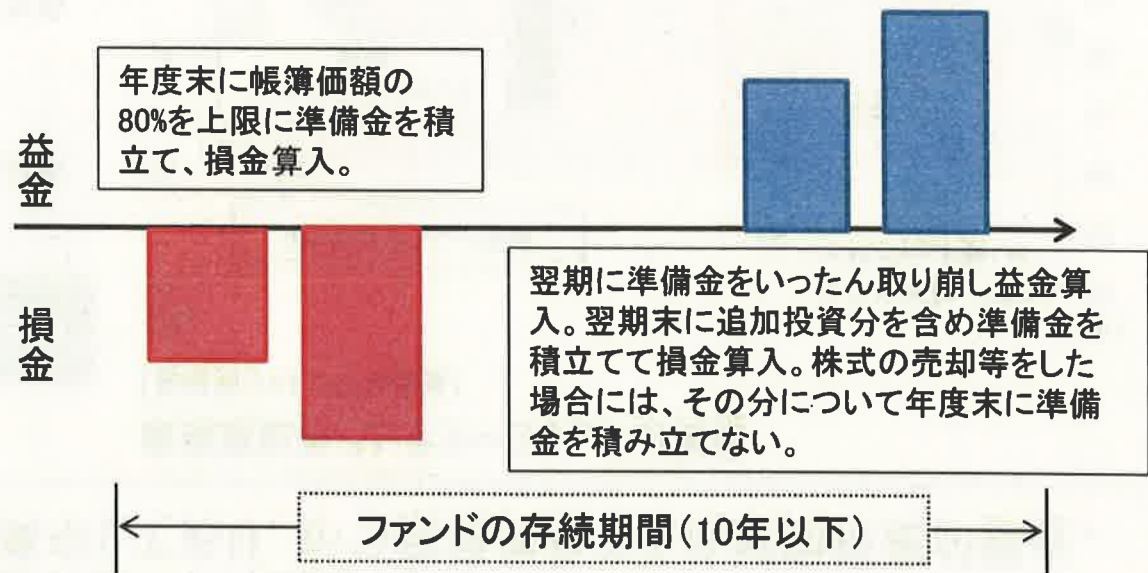 年度末に帳簿価額の
80%を上限に準備金を積
立て、損金算入。
益金
損金
翌期に準備金をいったん取り崩し益金算
入。翌期末に追加投資分を含め準備金を
積立てて損金算入。株式の売却等をした
場合には、その分について年度末に準備
金を積み立てない。
ファンドの存続期間(10年以下)